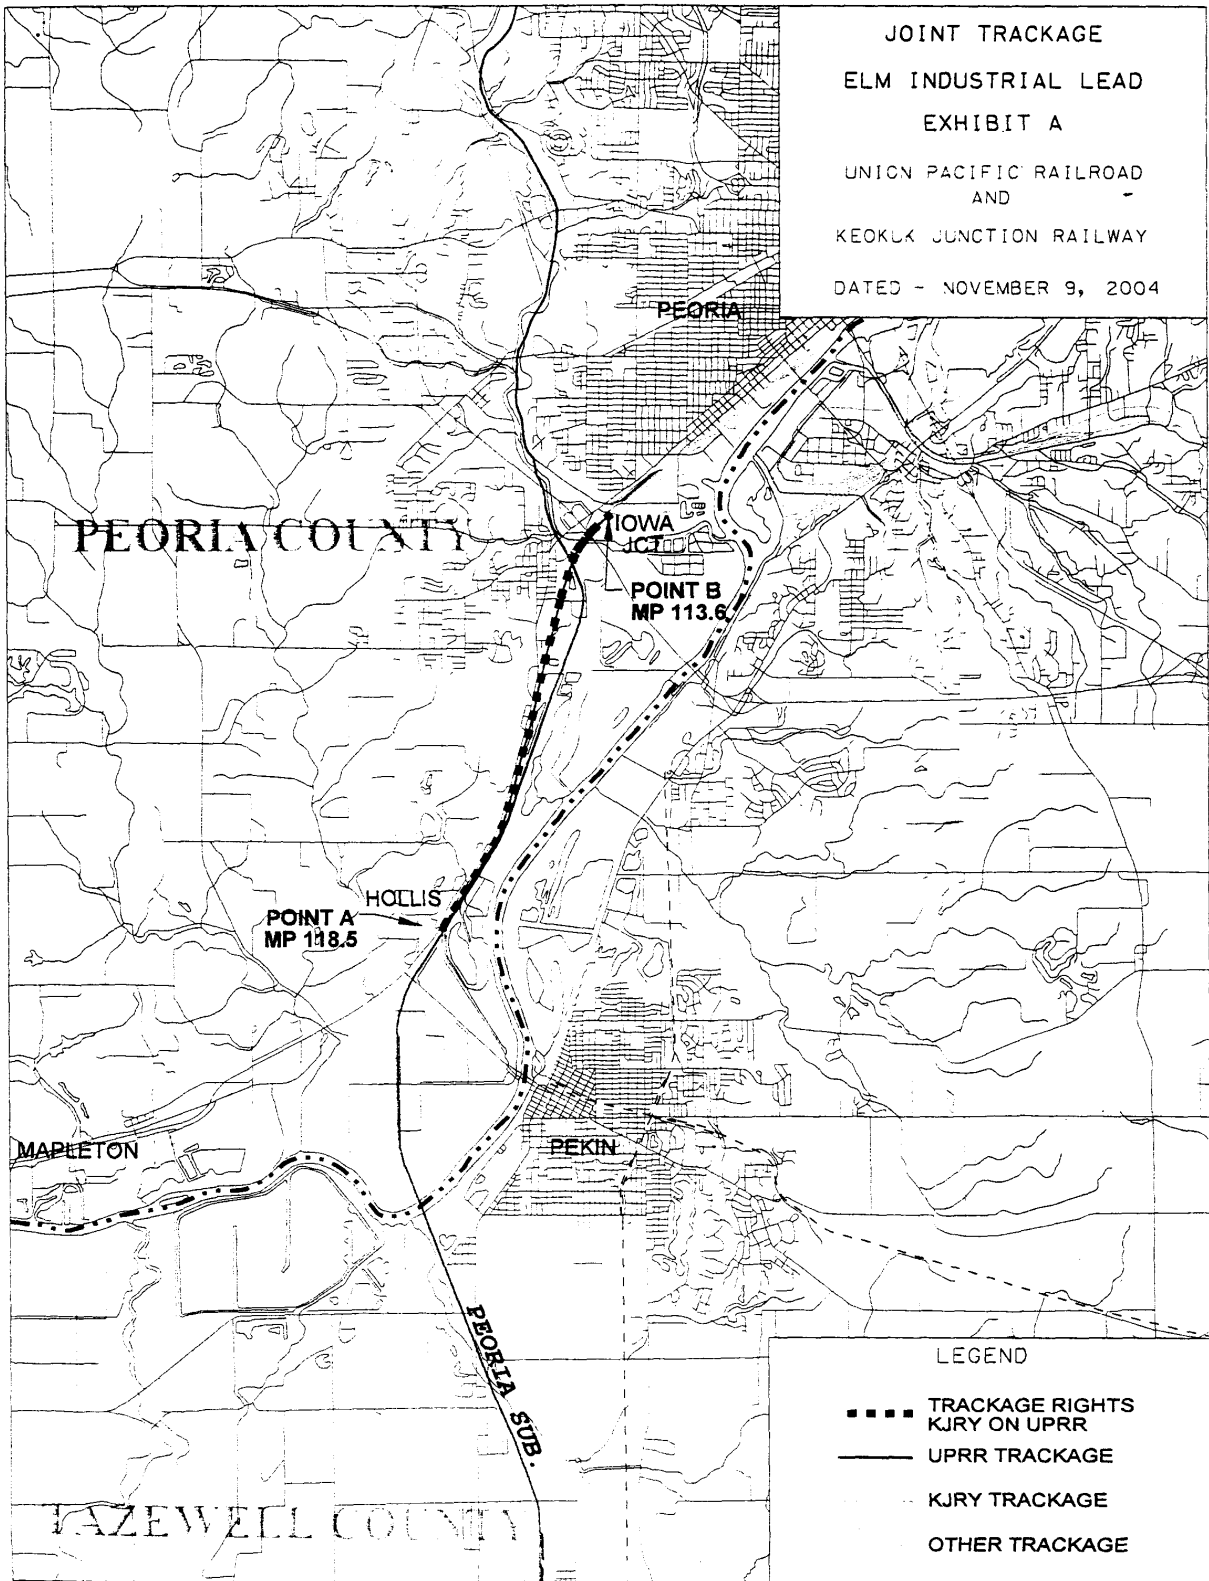 JOINT TRACKAGE
ELM INDUSTRIAL LEAD
EXHIBIT A
UNION PACIFIC RAILROAD
AND
KEOKUK JUNCTION RAILWAY
DATED - NOVEMBER 9, 2004
PEORIA
PEORIA COUNTY
IOWA
JCT
POINT B
MP 113.6
HOLLIS
POINT A
MP 118.5
MAPLETON
PEKIN
PEORIA SUB.
TAZEWELL COUNTY
LEGEND
TRACKAGE RIGHTS
KJRY ON UPRR
UPRR TRACKAGE
KJRY TRACKAGE
OTHER TRACKAGE